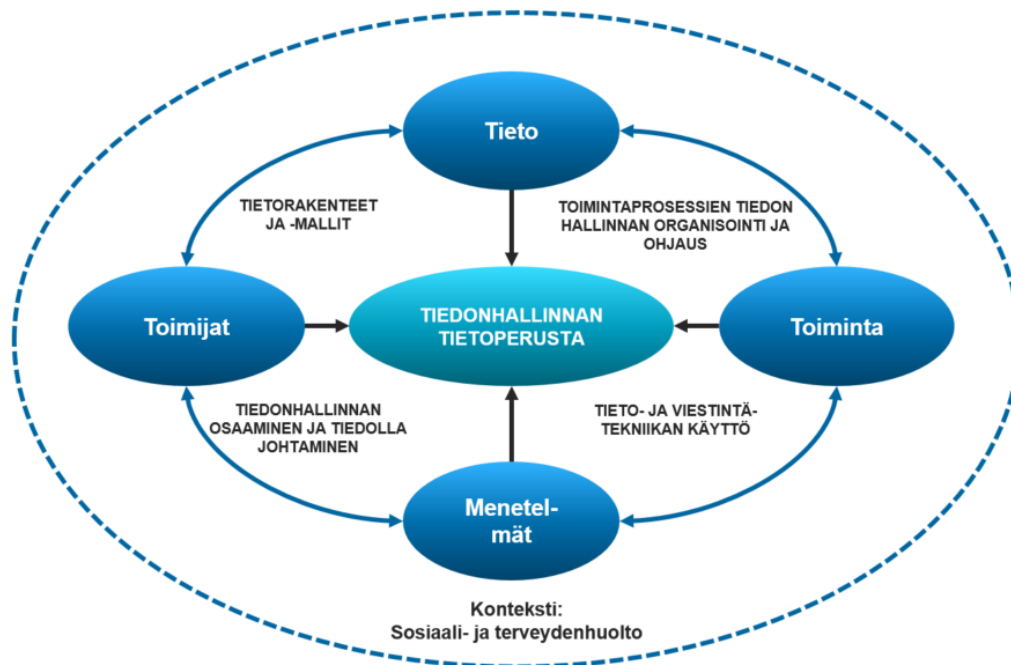 Tieto
TIETORAKENTEET
JA -MALLIT
TOIMINTAPROSESSIEN TIEDON
HALLINNAN ORGANISOINTI JA
OHJAUS
Toimijat
TIEDONHALLINNAN
TIETOPERUSTA
Toiminta
TIEDONHALLINNAN
OSAAMINEN JA TIEDOLLA
JOHTAMINEN
TIETO- JA VIESTINTÄ-
TEKNIIKAN KÄYTTÖ
Menetel-
mät
Konteksti:
Sosiaali- ja terveydenhuolto